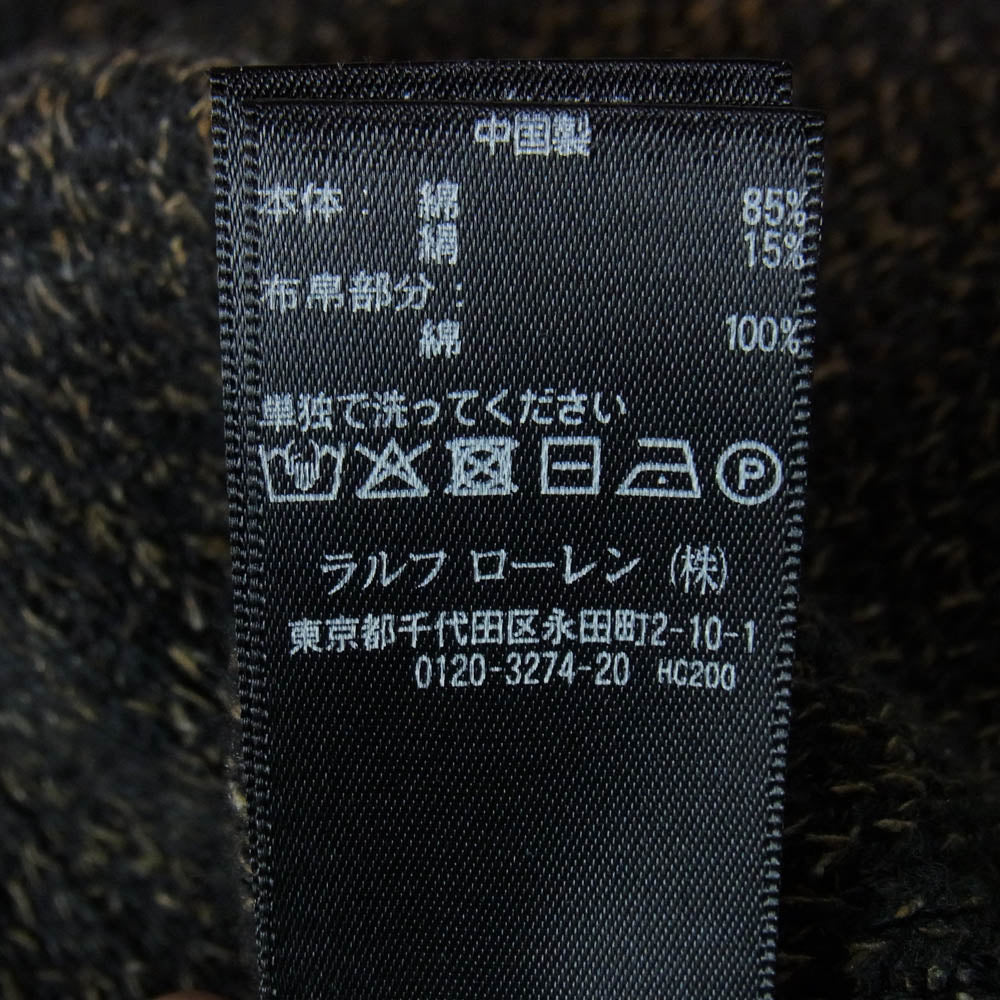 中国製
本体： 綿 85%
絹 15%
布帛部分：
綿 100%
単独で洗ってください
P
ラルフ ローレン (株)
東京都千代田区永田町2-10-1
0120-3274-20 HC200